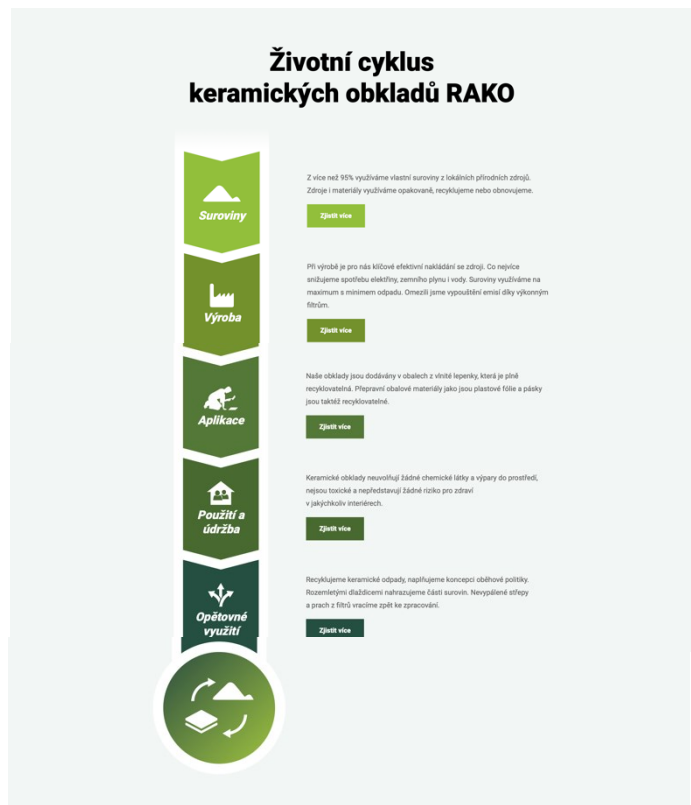 Životní cyklus
keramických obkladů RAKO
Suroviny
Z více než 95% využíváme vlastní suroviny z lokálních přírodních zdrojů.
Zdroje i materiály využíváme opakovaně, recyklujeme nebo obnovujeme.
Zjistit více
Výroba
Při výrobě je pro nás klíčové efektivní nakládání se zdroji. Co nejvíce
snižujeme spotřebu elektřiny, zemního plynu i vody. Suroviny využíváme na
maximum s minimem odpadu. Omezili jsme vypouštění emisí díky výkonným
filtrům.
Zjistit více
Aplikace
Naše obklady jsou dodávány v obalech z vlnité lepenky, která je plně
recyklovatelná. Přepravní obalové materiály jako jsou plastové fólie a pásky
jsou taktéž recyklovatelné.
Zjistit více
Použití a
údržba
Keramické obklady neuvolňují žádné chemické látky a výpary do prostředí,
nejsou toxické a nepředstavují žádné riziko pro zdraví
v jakýchkoliv interiérech.
Zjistit více
Opětovné
využití
Recyklujeme keramické odpady, naplňujeme koncepci oběhové politiky.
Rozemletými dlaždicemi nahrazujeme části surovin. Nevypálené střepy
a prach z filtrů vracíme zpět ke zpracování.
Zjistit více